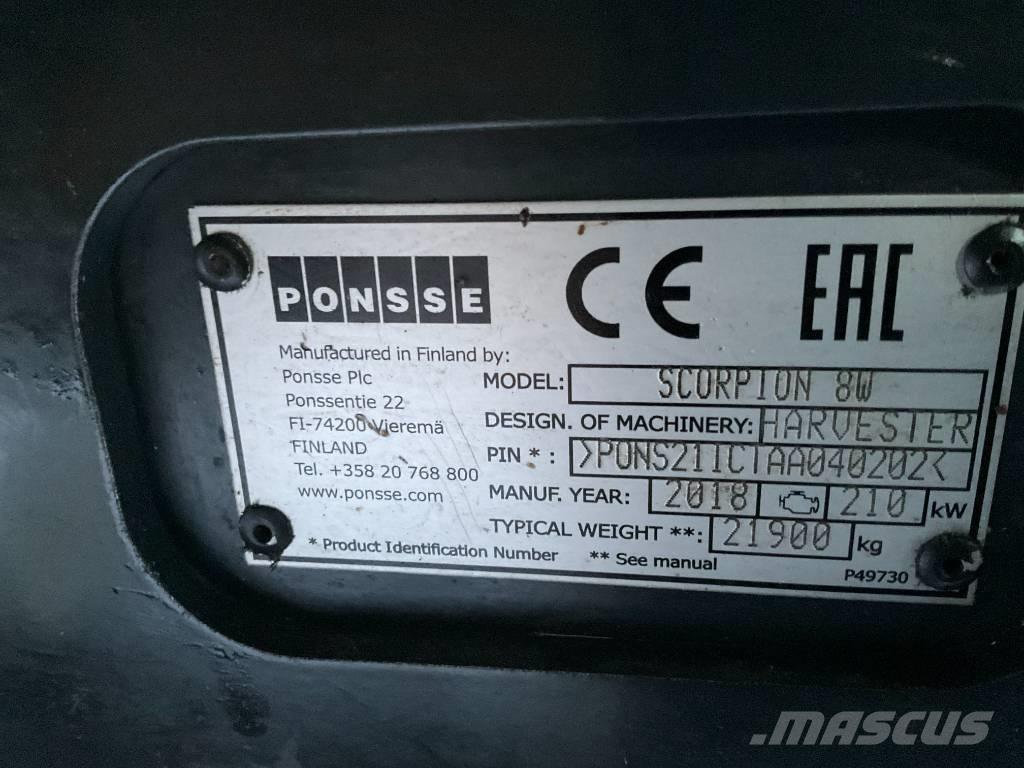 PONSSE CE EAC
Manufactured in Finland by:
Ponsse Plc
Ponssentie 22
FI-74200 Vieremä
FINLAND
Tel. +358 20 768 800
www.ponsse.com
MODEL: SCORPION 8W
DESIGN. OF MACHINERY: HARVESTER
PIN * :
MANUF. YEAR: 2018 210 kW
TYPICAL WEIGHT **: 21900 kg
* Product Identification Number ** See manual
P49730
MASCUS